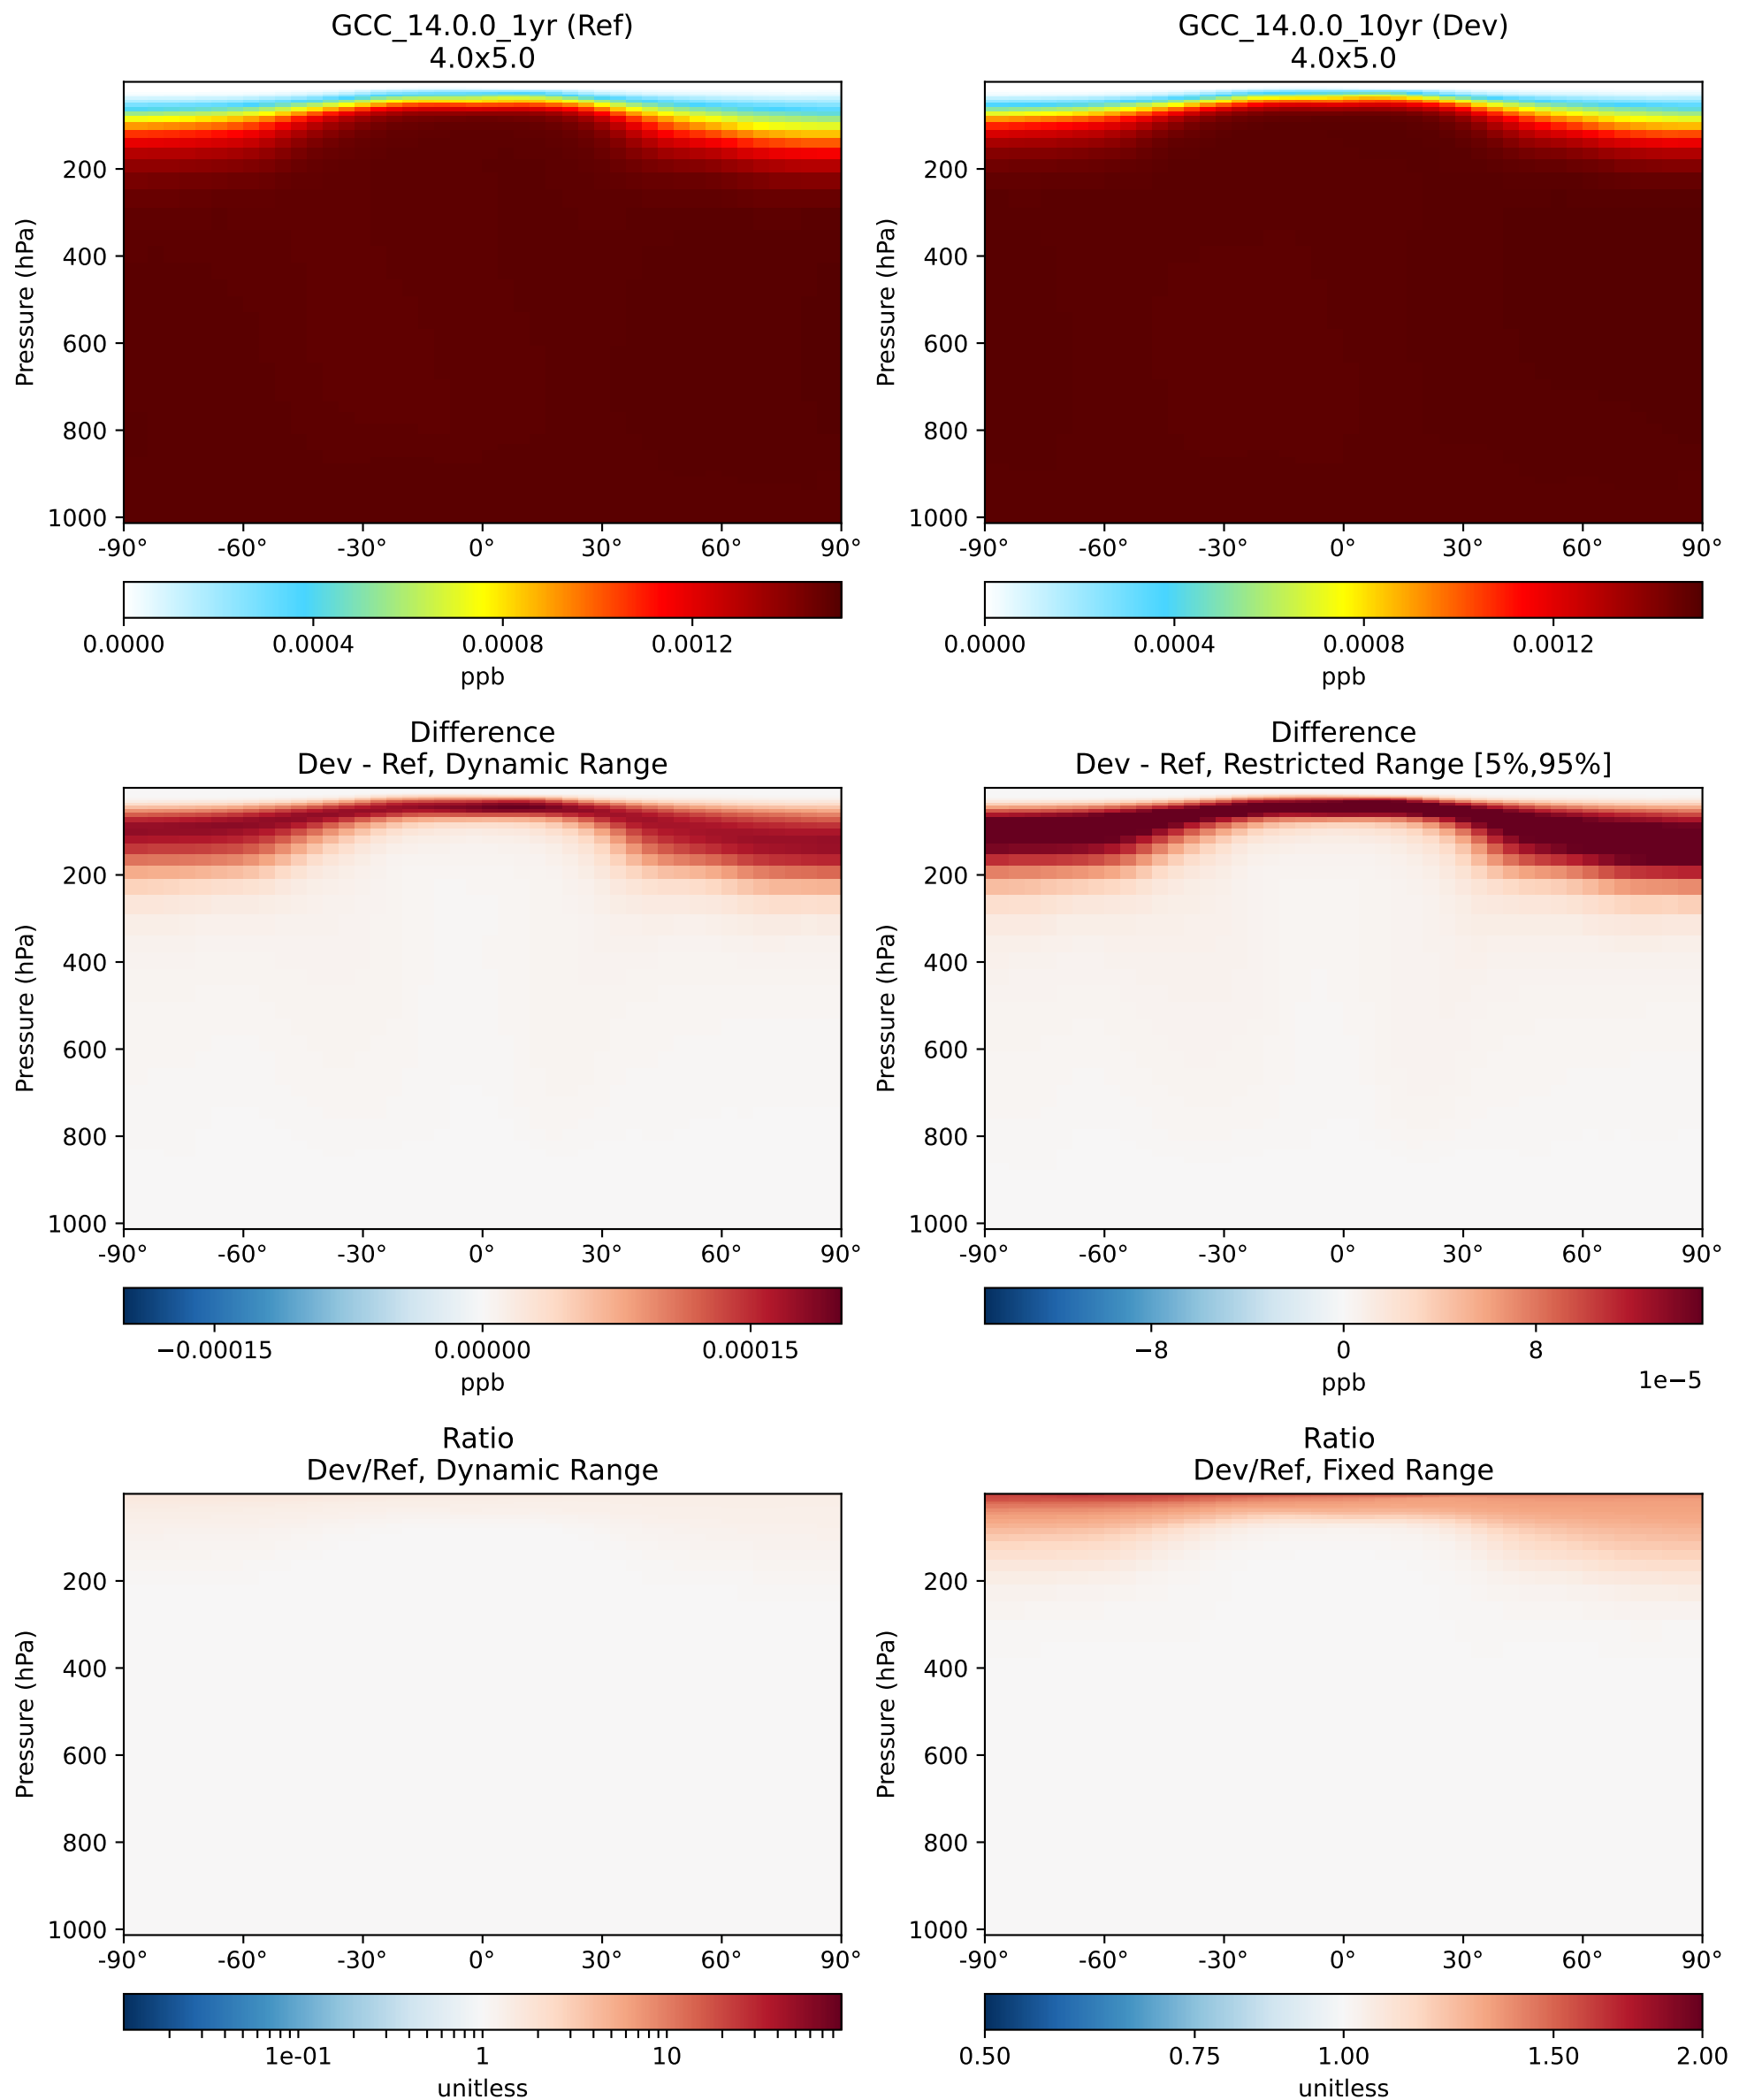 GCC_14.0.0_1yr (Ref)
4.0x5.0
Pressure (hPa)
200
400
600
800
1000
-90° -60° -30° 0° 30° 60° 90°
0.0000 0.0004 0.0008 0.0012
ppb
GCC_14.0.0_10yr (Dev)
4.0x5.0
Pressure (hPa)
200
400
600
800
1000
-90° -60° -30° 0° 30° 60° 90°
0.0000 0.0004 0.0008 0.0012
ppb
Difference
Dev - Ref, Dynamic Range
Pressure (hPa)
200
400
600
800
1000
-90° -60° -30° 0° 30° 60° 90°
−0.00015 0.00000 0.00015
ppb
Difference
Dev - Ref, Restricted Range [5%,95%]
Pressure (hPa)
200
400
600
800
1000
-90° -60° -30° 0° 30° 60° 90°
−8 0 8
ppb 1e−5
Ratio
Dev/Ref, Dynamic Range
Pressure (hPa)
200
400
600
800
1000
-90° -60° -30° 0° 30° 60° 90°
1e-01 1 10
unitless
Ratio
Dev/Ref, Fixed Range
Pressure (hPa)
200
400
600
800
1000
-90° -60° -30° 0° 30° 60° 90°
0.50 0.75 1.00 1.50 2.00
unitless